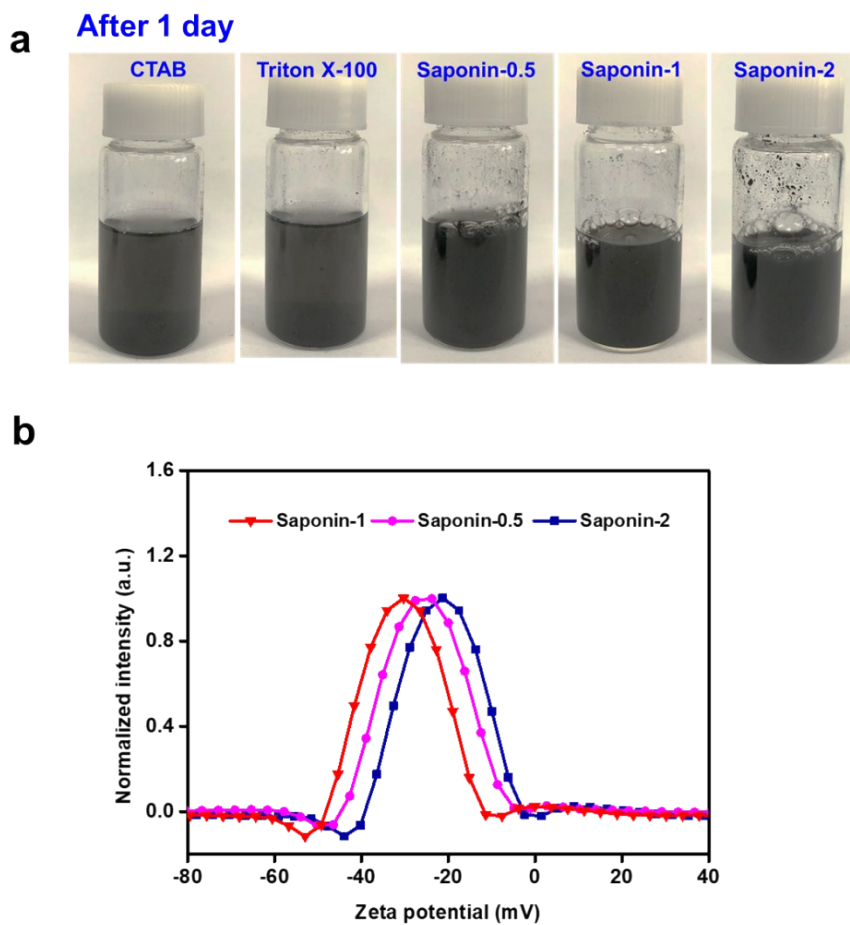 a
After 1 day
CTAB
Triton X-100
Saponin-0.5
Saponin-1
Saponin-2
b
1.6
1.2
0.8
0.4
0.0
Normalized intensity (a.u.)
Saponin-1
Saponin-0.5
Saponin-2
-80
-60
-40
-20
0
20
40
Zeta potential (mV)